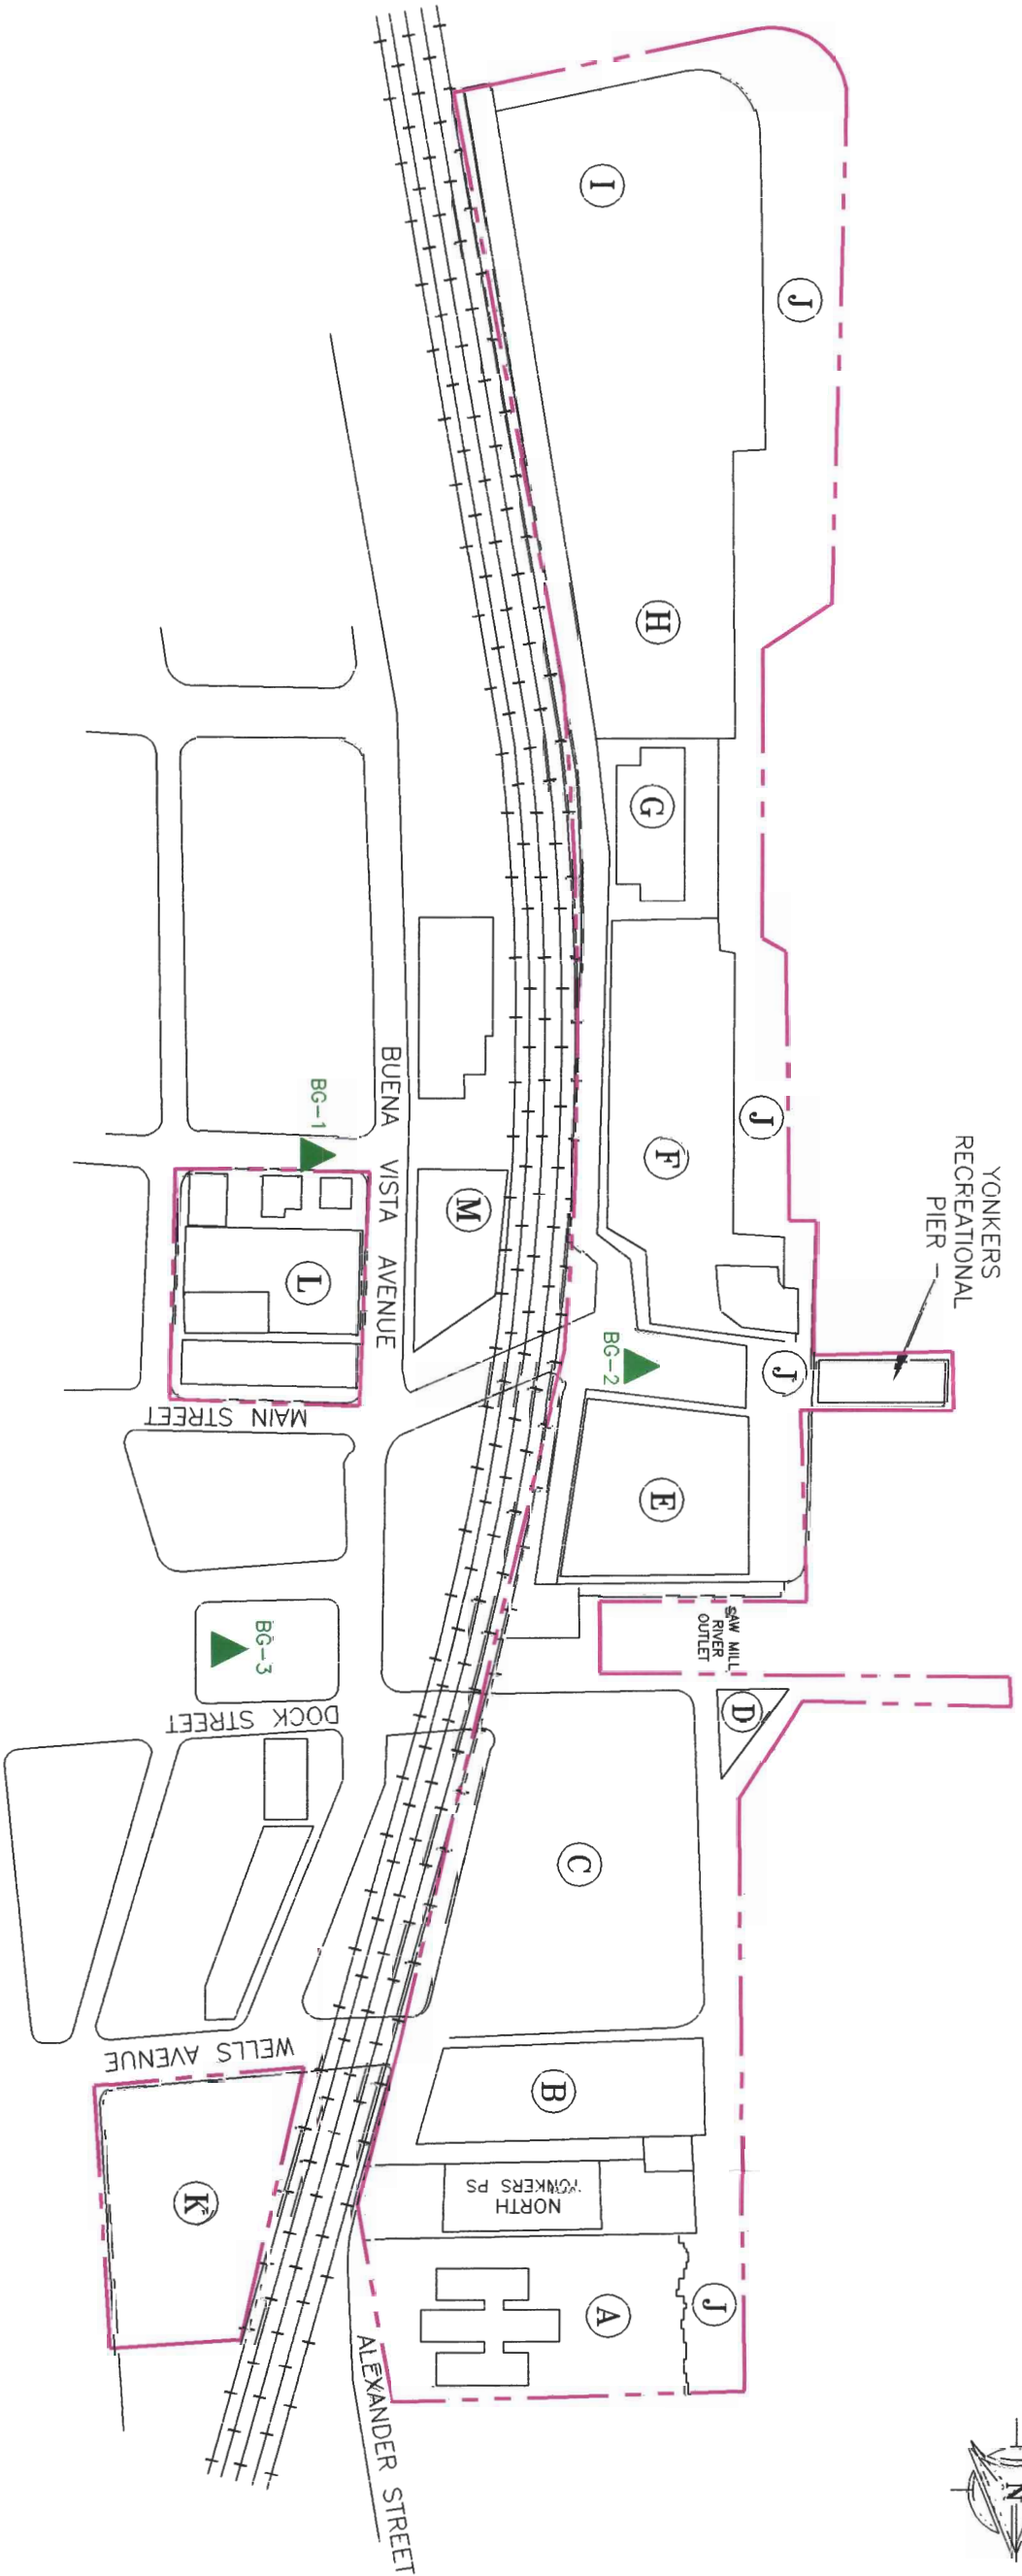 I
J
H
G
BUENA VISTA AVENUE
BG-1
F
J
M
L
YONKERS
RECREATIONAL
PIER
BG-2
J
MAIN STREET
E
SAW MILL
RIVER
OUTLET
BG-3
D
DOCK STREET
C
WELLS AVENUE
B
K
NORTH
YONKERS PS
A
J
ALEXANDER STREET
N